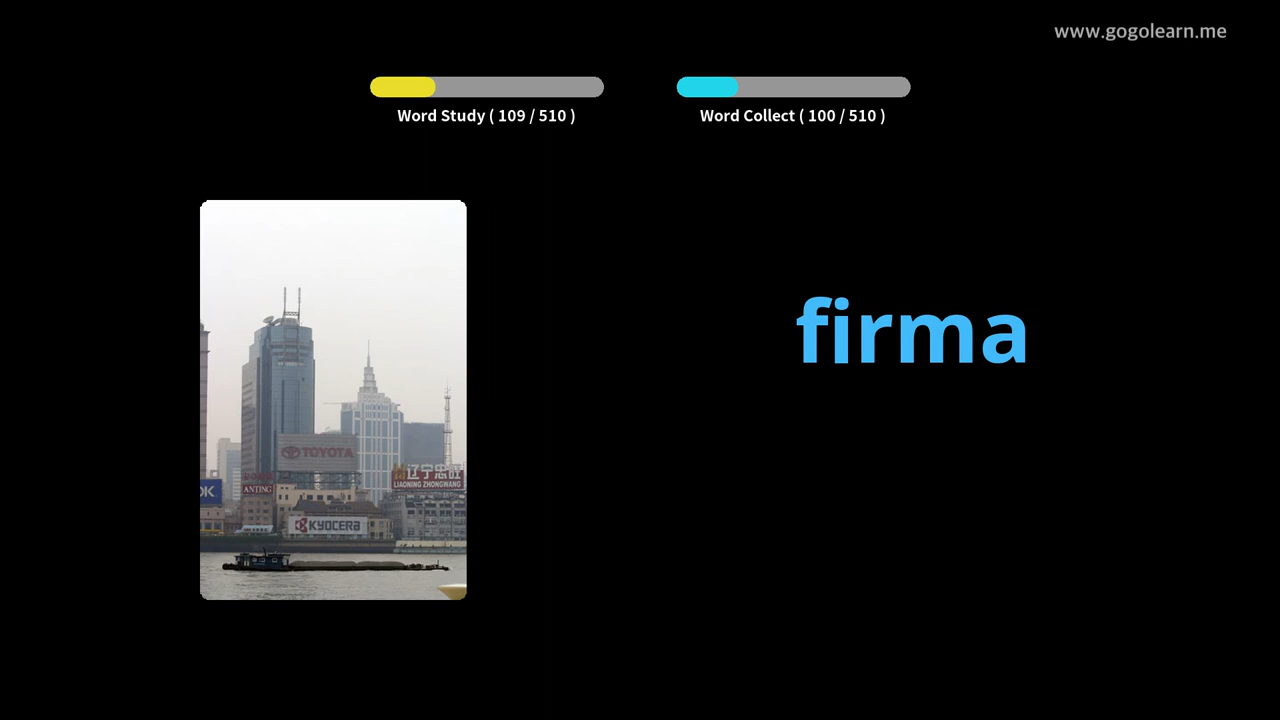 www.gogolearn.me
Word Study ( 109 / 510 )
Word Collect ( 100 / 510 )
firma
TOYOTA
辽宁忠旺
LIAONING ZHONGWANG
OK
ANTING
KYOCERA